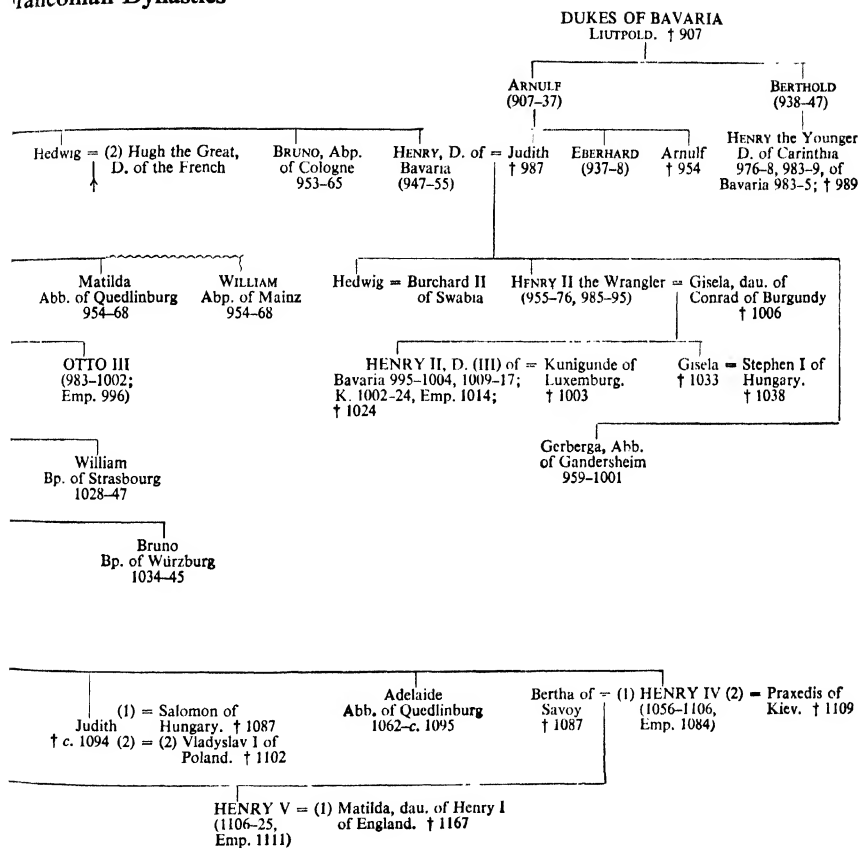 Dynasties
DUKES OF BAVARIA
LIUTPOLD. † 907
ARNULF
(907–37)
BERTHOLD
(938–47)
Hedwig = (2) Hugh the Great,
D. of the French
BRUNO, Abp.
of Cologne
953–65
HENRY, D. of = Judith
Bavaria † 987
(947–55)
EBERHARD
(937–8)
Arnulf
† 954
HENRY the Younger
D. of Carinthia
976–8, 983–9, of
Bavaria 983–5; † 989
Matilda
Abb. of Quedlinburg
954–68
WILLIAM
Abp. of Mainz
954–68
Hedwig = Burchard II
of Swabia
HENRY II the Wrangler = Gisela, dau. of
(955–76, 985–95) Conrad of Burgundy
† 1006
OTTO III
(983–1002;
Emp. 996)
HENRY II, D. (III) of = Kunigunde of
Bavaria 995–1004, 1009–17; Luxemburg.
K. 1002–24, Emp. 1014; † 1003
† 1024
Gisela = Stephen I of
† 1033 Hungary.
† 1038
Gerberga, Abb.
of Gandersheim
959–1001
William
Bp. of Strasbourg
1028–47
Bruno
Bp. of Würzburg
1034–45
(1) = Salomon of
Judith Hungary. † 1087
† c. 1094 (2) = (2) Vladyslav I of
Poland. † 1102
Adelaide
Abb. of Quedlinburg
1062–c. 1095
Bertha of = (1) HENRY IV (2) = Praxedis of
Savoy (1056–1106, Kiev. † 1109
† 1087 Emp. 1084)
HENRY V = (1) Matilda, dau. of Henry I
(1106–25, of England. † 1167
Emp. 1111)